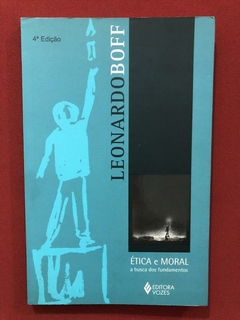 4ª Edição
LEONARDO BOFF
ÉTICA e MORAL
a busca dos fundamentos
EDITORA
VOZES